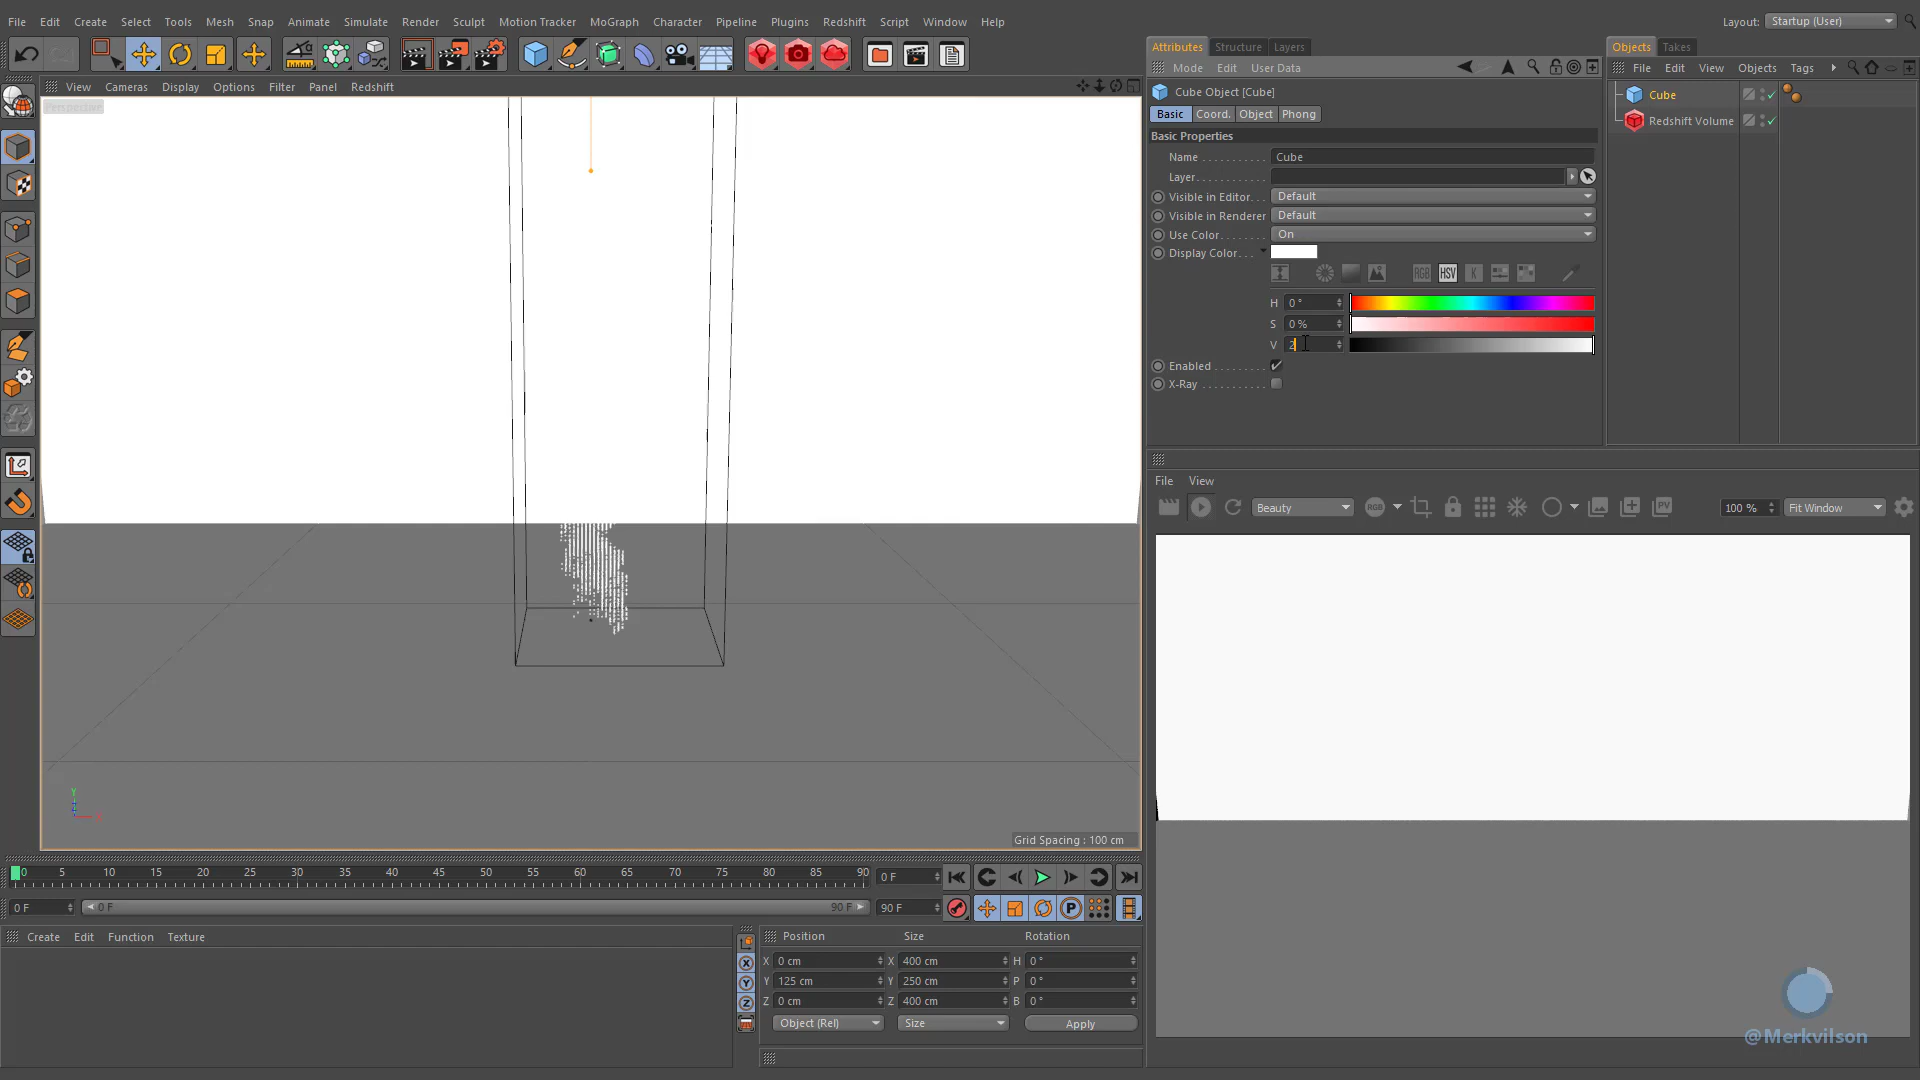 File Edit Create Select Tools Mesh Snap Animate Simulate Render Sculpt Motion Tracker MoGraph Character Pipeline Plugins Redshift Script Window Help
Layout: Startup (User)
Attributes Structure Layers
Objects Takes
Mode Edit User Data
File Edit View Objects Tags
View Cameras Display Options Filter Panel Redshift
Perspective
Cube Object [Cube]
Cube
Redshift Volume
Basic Coord. Object Phong
Basic Properties
Name Cube
Layer
Visible in Editor Default
Visible in Renderer Default
Use Color On
Display Color
RGB HSV K
H 0 °
S 0 %
V 2
Enabled
X-Ray
File View
Beauty RGB PV 100 % Fit Window
Y
Grid Spacing : 100 cm
0 5 10 15 20 25 30 35 40 45 50 55 60 65 70 75 80 85 90 0 F
0 F 0 F 90 F 90 F P
Create Edit Function Texture
Position Size Rotation
X X 0 cm X 400 cm H 0 °
Y Y 125 cm Y 250 cm P 0 °
Z Z 0 cm Z 400 cm B 0 °
Object (Rel) Size Apply
@Merkvilson